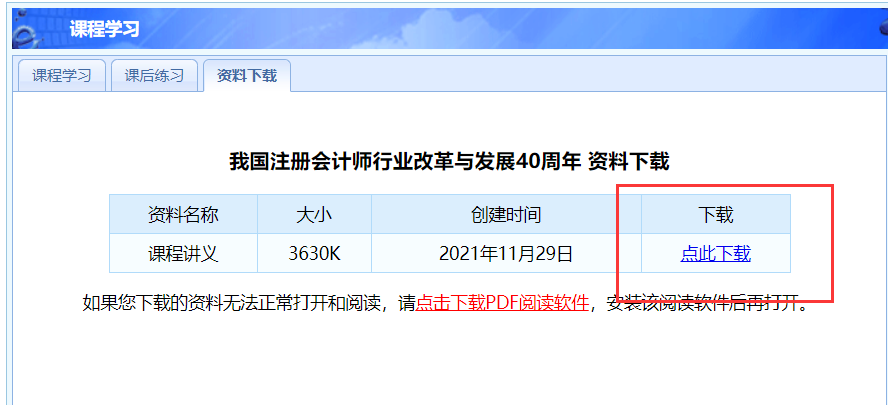 课程学习
课程学习 课后练习 资料下载
我国注册会计师行业改革与发展40周年 资料下载
资料名称 大小 创建时间 下载
课程讲义 3630K 2021年11月29日 点此下载
如果您下载的资料无法正常打开和阅读，请点击下载PDF阅读软件，安装该阅读软件后再打开。